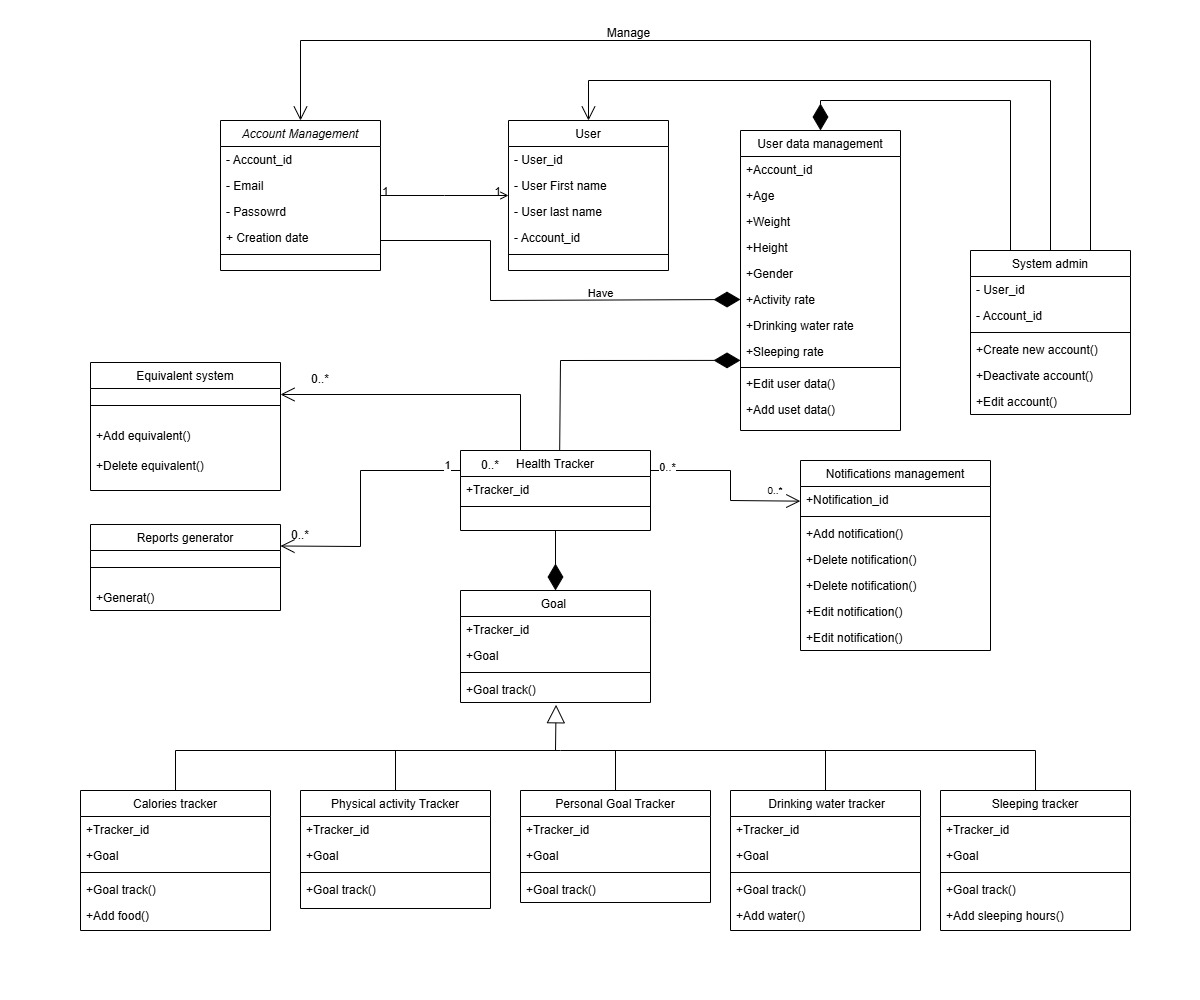 Manage
Account Management
- Account_id
- Email
- Passowrd
+ Creation date
1
1
User
- User_id
- User First name
- User last name
- Account_id
User data management
+Account_id
+Age
+Weight
+Height
+Gender
+Activity rate
+Drinking water rate
+Sleeping rate
+Edit user data()
+Add uset data()
System admin
- User_id
- Account_id
+Create new account()
+Deactivate account()
+Edit account()
Have
Equivalent system
+Add equivalent()
+Delete equivalent()
0..*
1
0..*
Health Tracker
+Tracker_id
0..*
0..*
Notifications management
+Notification_id
+Add notification()
+Delete notification()
+Delete notification()
+Edit notification()
+Edit notification()
Reports generator
+Generat()
0..*
Goal
+Tracker_id
+Goal
+Goal track()
Calories tracker
+Tracker_id
+Goal
+Goal track()
+Add food()
Physical activity Tracker
+Tracker_id
+Goal
+Goal track()
Personal Goal Tracker
+Tracker_id
+Goal
+Goal track()
Drinking water tracker
+Tracker_id
+Goal
+Goal track()
+Add water()
Sleeping tracker
+Tracker_id
+Goal
+Goal track()
+Add sleeping hours()